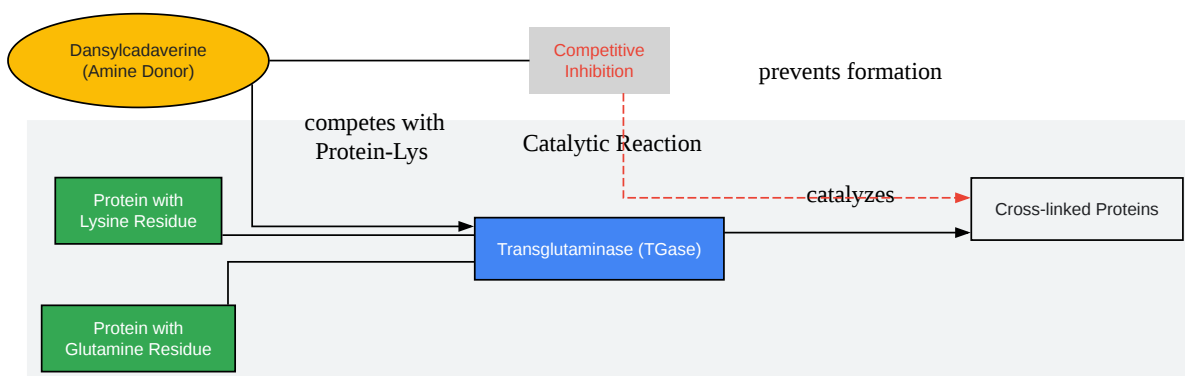 Dansylcadaverine
(Amine Donor)
Competitive
Inhibition
prevents formation
competes with
Protein-Lys
Catalytic Reaction
Protein with
Lysine Residue
catalyzes
Cross-linked Proteins
Transglutaminase (TGase)
Protein with
Glutamine Residue